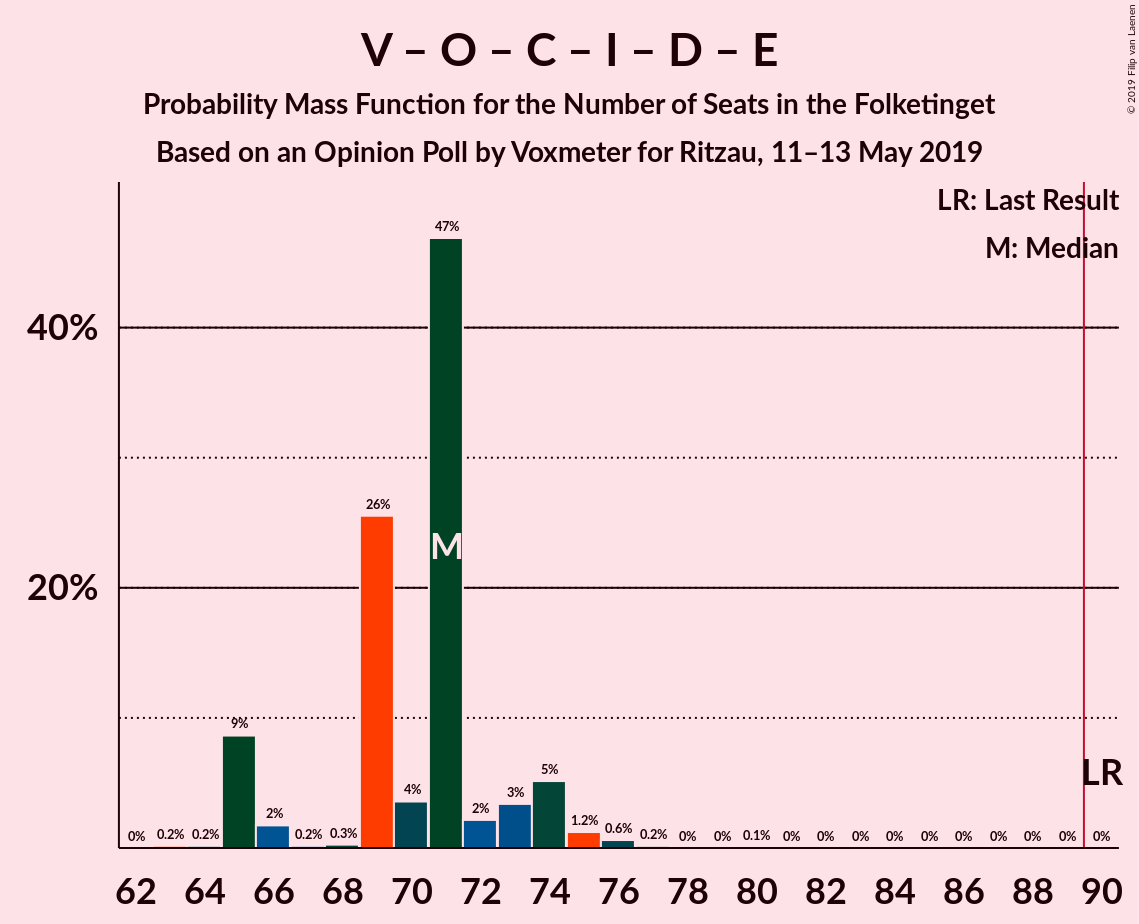 V – O – C – I – D – E
Probability Mass Function for the Number of Seats in the Folketinget
Based on an Opinion Poll by Voxmeter for Ritzau, 11–13 May 2019
© 2019 Filip van Laenen
LR: Last Result
M: Median
40%
20%
0% 0.2% 0.2% 9% 2% 0.2% 0.3% 26% 4% 47% 2% 3% 5% 1.2% 0.6% 0.2% 0% 0% 0.1% 0% 0% 0% 0% 0% 0% 0% 0% 0% 0%
M
LR
62 64 66 68 70 72 74 76 78 80 82 84 86 88 90